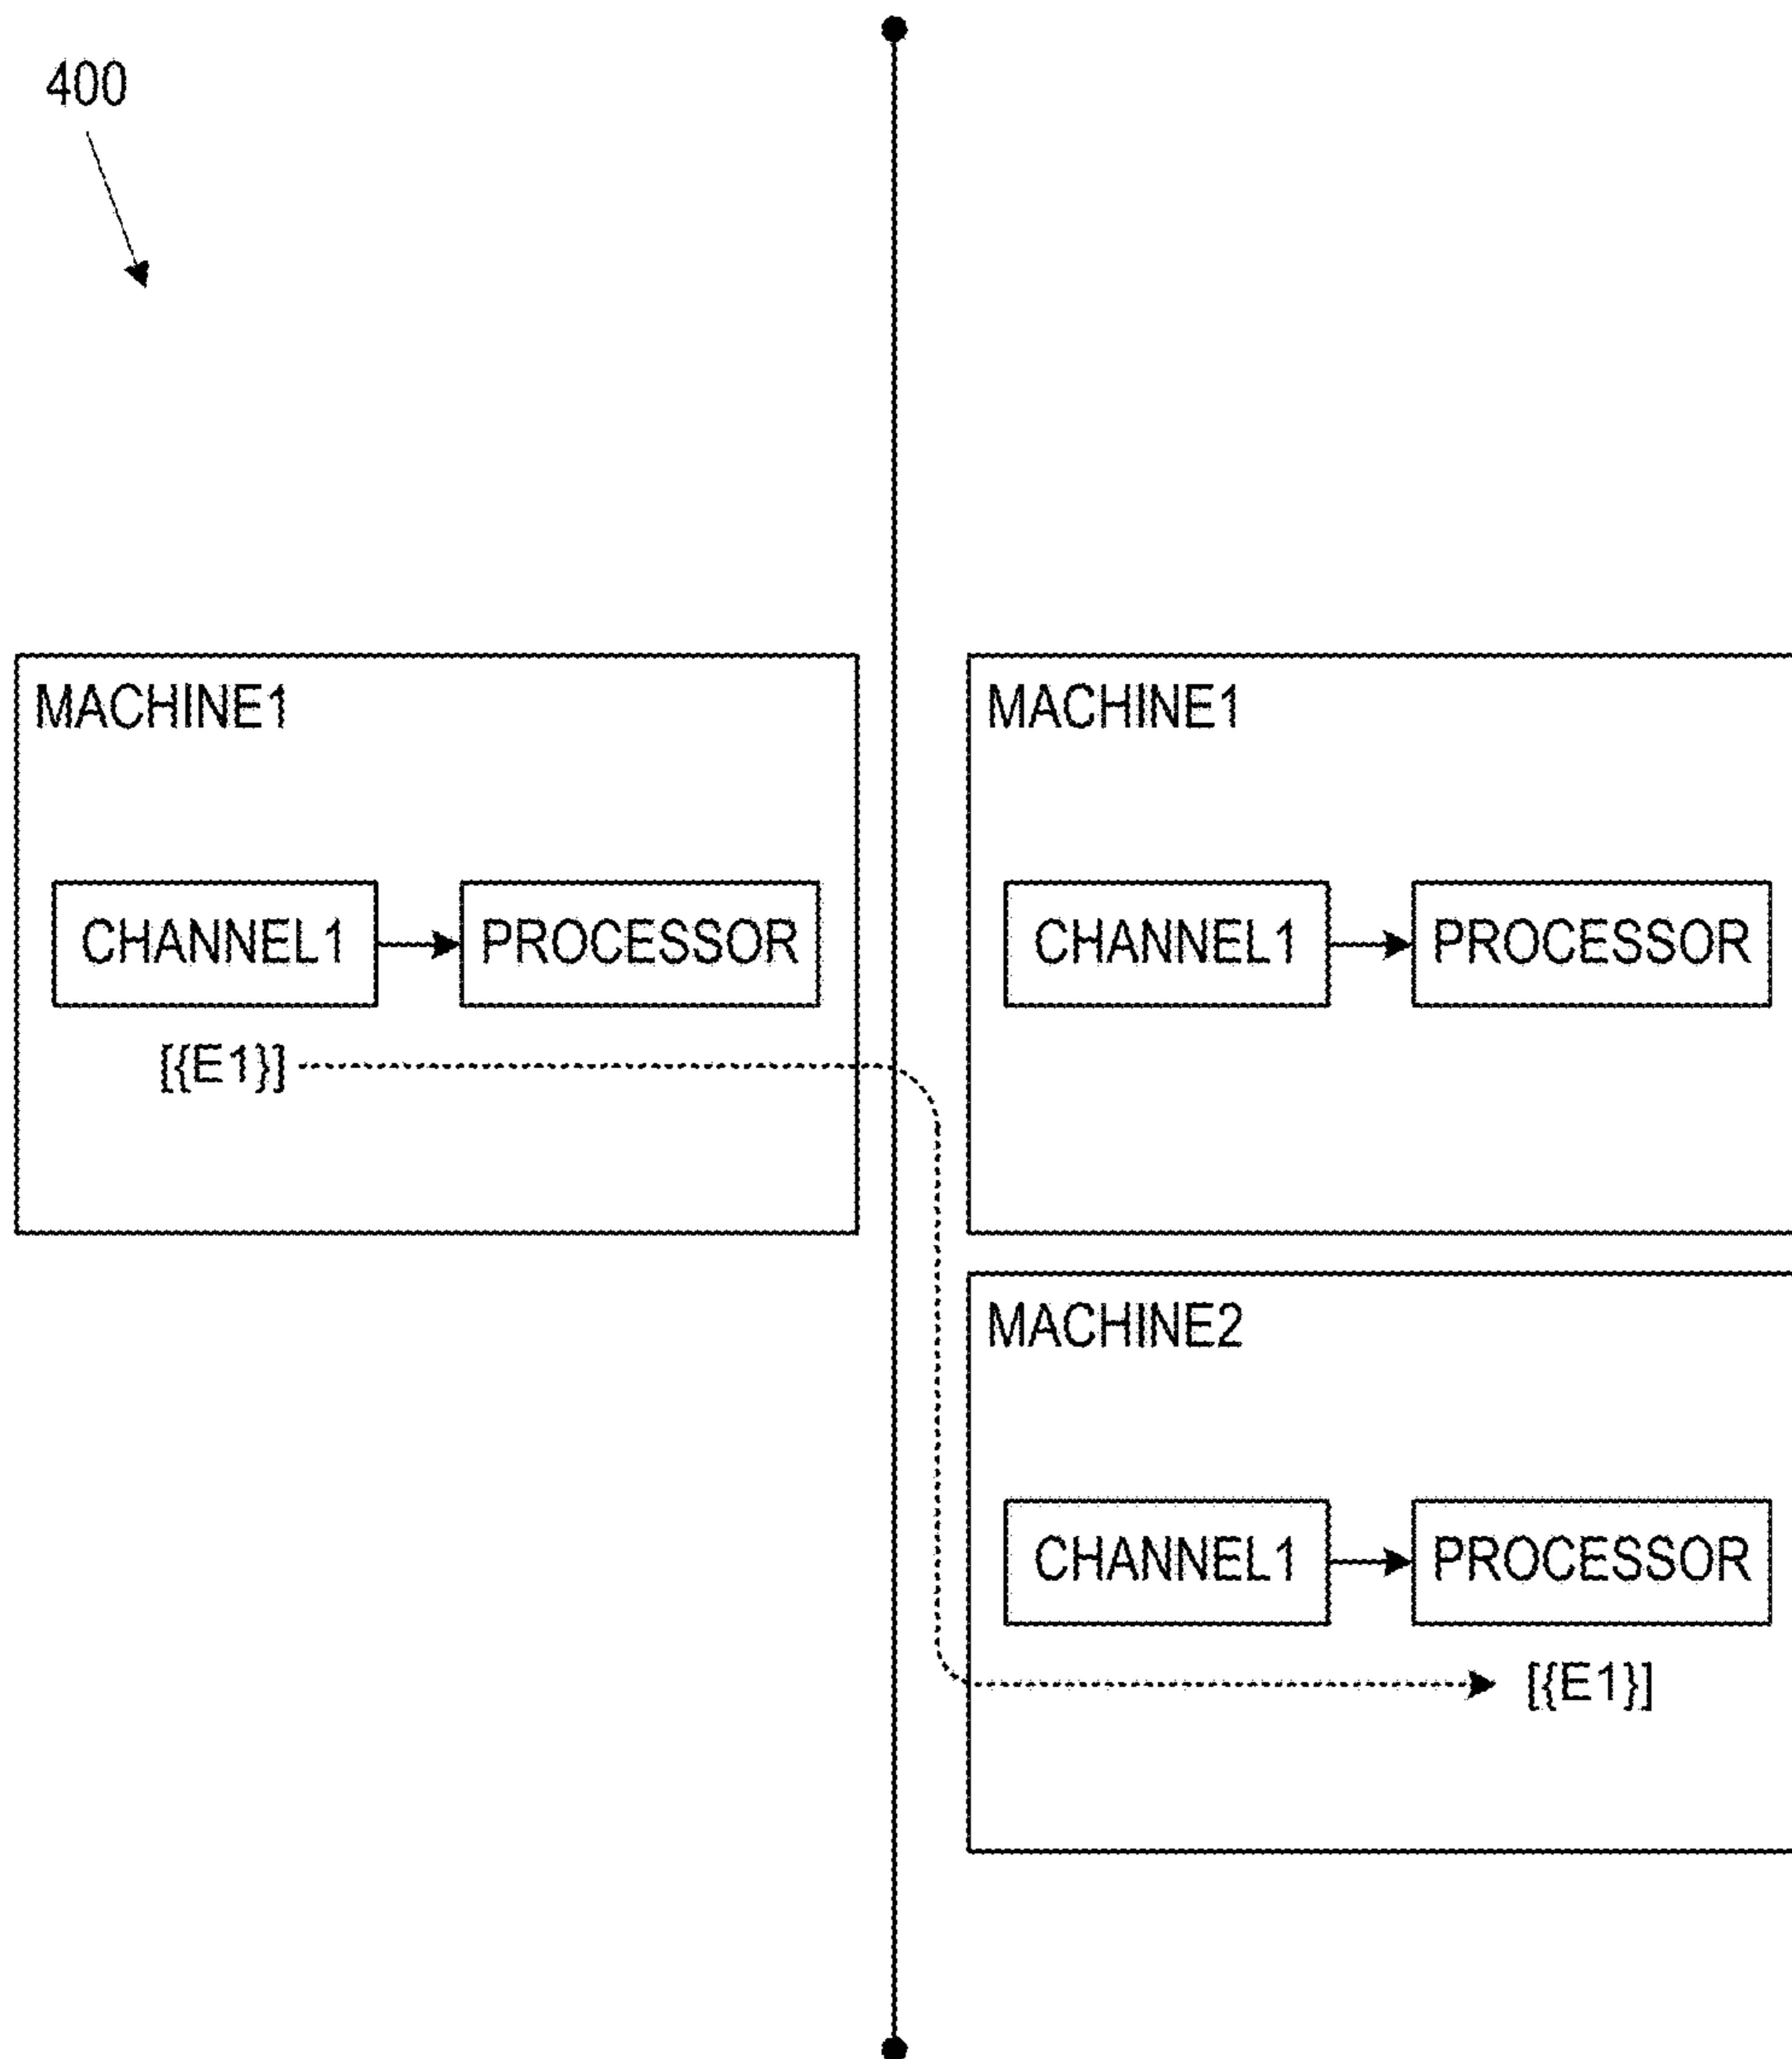 400
MACHINE1
CHANNEL1
PROCESSOR
[{E1}]
MACHINE1
CHANNEL1
PROCESSOR
MACHINE2
CHANNEL1
PROCESSOR
[{E1}]